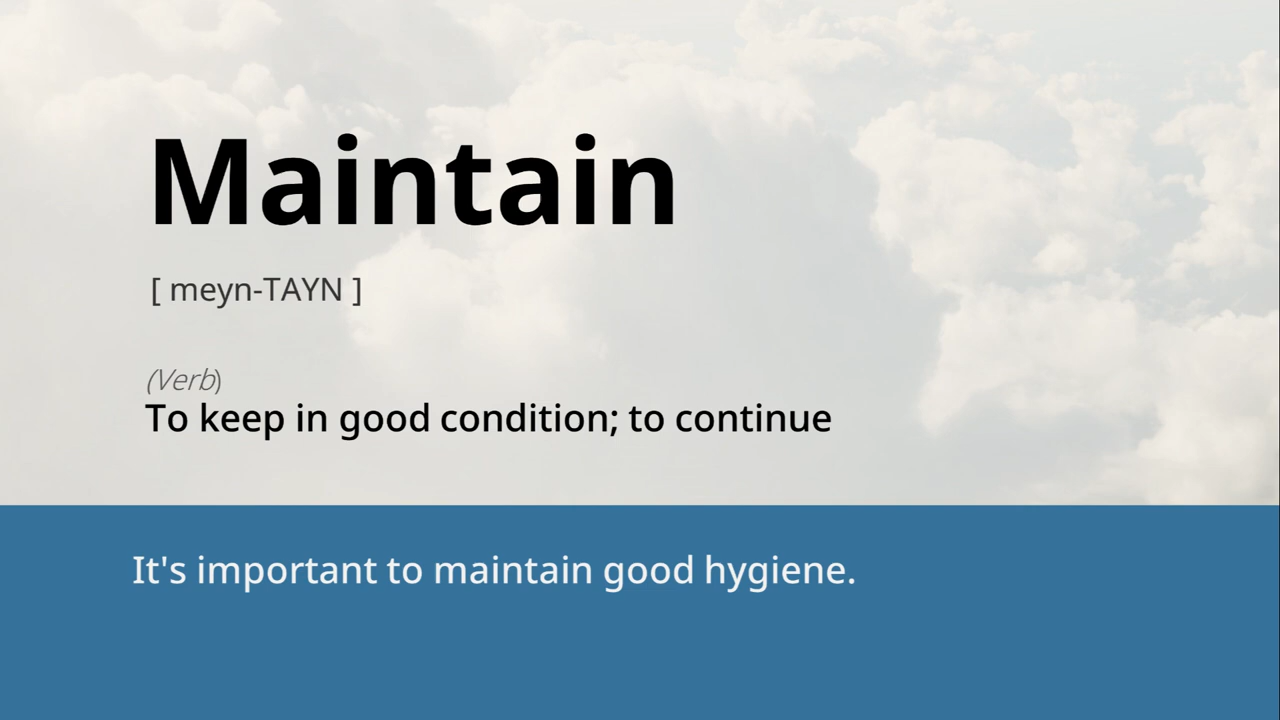 Maintain
[ meyn-TAYN ]
(Verb)
To keep in good condition; to continue
It's important to maintain good hygiene.